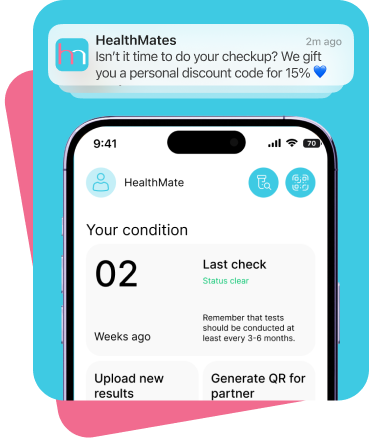 HealthMates
2m ago
Isn't it time to do your checkup? We gift
you a personal discount code for 15% 💙
hm
9:41
70
HealthMate
Your condition
02
Weeks ago
Last check
Status clear
Remember that tests
should be conducted at
least every 3-6 months.
Upload new
results
Generate QR for
partner